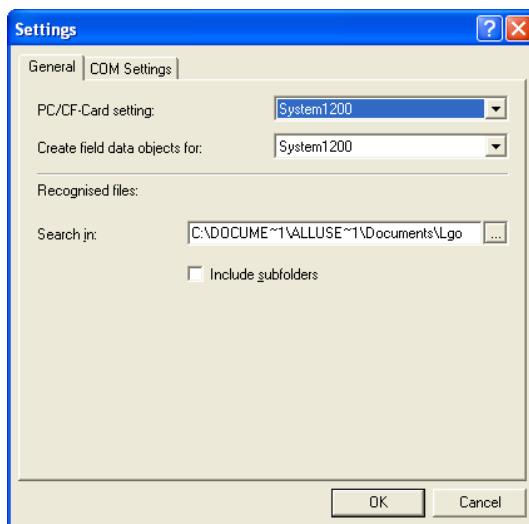 Settings
General COM Settings
PC/CF-Card setting: System1200
Create field data objects for: System1200
Recognised files:
Search in: C:\DOCUME~1\ALLUSE~1\Documents\Lgo ...
Include subfolders
OK Cancel